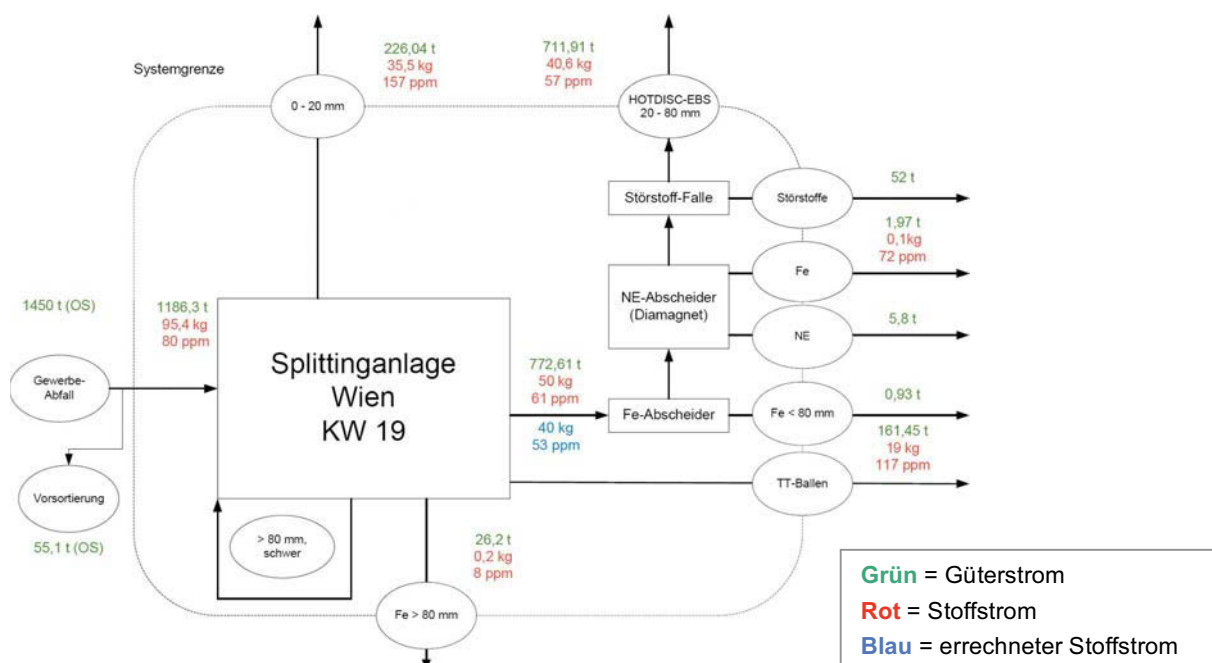 Systemgrenze
226,04 t
35,5 kg
157 ppm
711,91 t
40,6 kg
57 ppm
0 - 20 mm
HOTDISC-EBS
20 - 80 mm
Störstoff-Falle
Störstoffe
52 t
1,97 t
0,1kg
72 ppm
NE-Abscheider
(Diamagnet)
Fe
NE
5,8 t
1450 t (OS)
1186,3 t
95,4 kg
80 ppm
Splittinganlage
Wien
KW 19
772,61 t
50 kg
61 ppm
40 kg
53 ppm
Gewerbe-
Abfall
Fe-Abscheider
Fe < 80 mm
0,93 t
161,45 t
19 kg
117 ppm
Vorsortierung
TT-Ballen
55,1 t (OS)
> 80 mm,
schwer
26,2 t
0,2 kg
8 ppm
Fe > 80 mm
Grün = Güterstrom
Rot = Stoffstrom
Blau = errechneter Stoffstrom